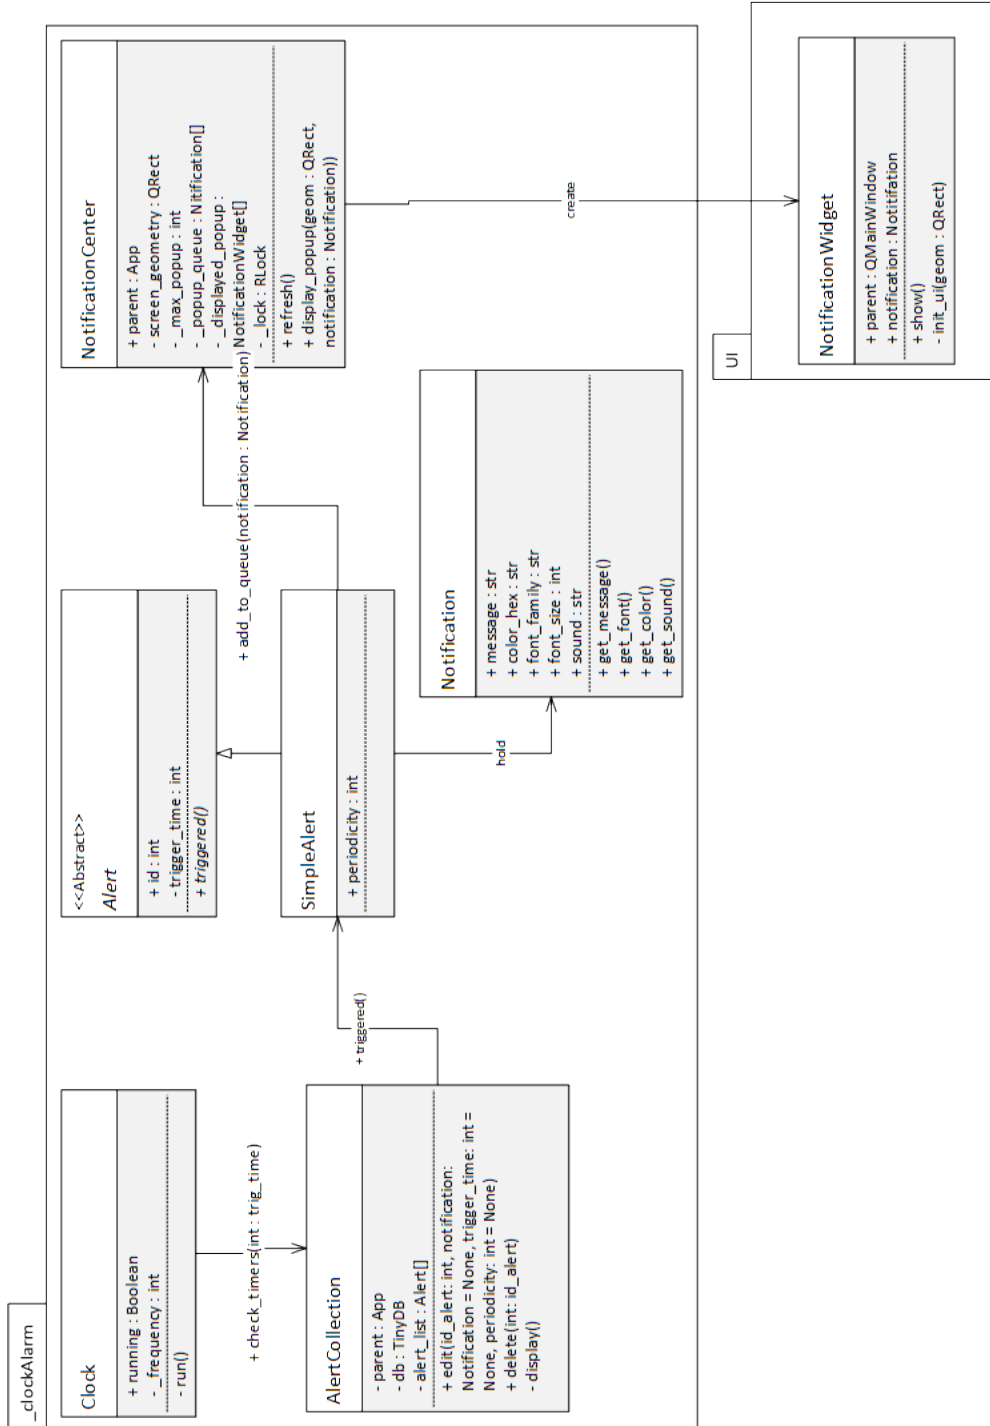 _clockAlarm
Clock
+ running : Boolean
- _frequency : int
- run()
+ check_timers(int : trig_time)
AlertCollection
- parent : App
- db : TinyDB
- alert_list : Alert[]
+ edit(id_alert: int, notification:
Notification = None, trigger_time: int =
None, periodicity: int = None)
+ delete(int: id_alert)
- display()
+ triggered()
<<Abstract>>
Alert
+ id : int
- trigger_time : int
+ triggered()
SimpleAlert
+ periodicity : int
+ add_to_queue(notification : Notification)
hold
Notification
+ message : str
+ color_hex : str
+ font_family : str
+ font_size : int
+ sound : str
+ get_message()
+ get_font()
+ get_color()
+ get_sound()
NotificationCenter
+ parent : App
- screen_geometry : QRect
- _max_popup : int
- _popup_queue : Nitification[]
- _displayed_popup :
NotificationWidget[]
- _lock : RLock
+ refresh()
+ display_popup(geom : QRect,
notification : Notification))
create
UI
NotificationWidget
+ parent : QMainWindow
+ notification : Notitifation
+ show()
- init_ui(geom : QRect)